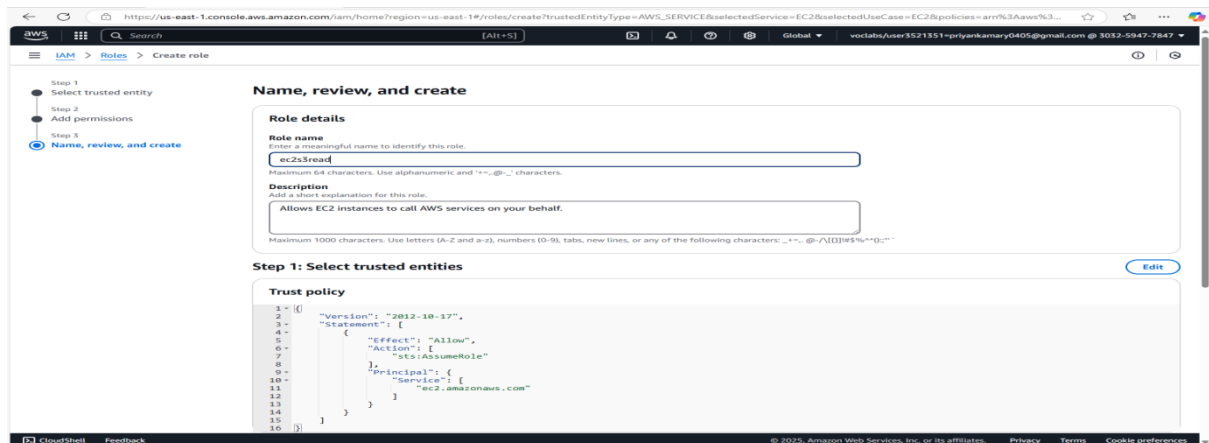 https://us-east-1.console.aws.amazon.com/iam/home?region=us-east-1#/roles/create?trustedEntityType=AWS_SERVICE&selectedService=EC2&selectedUseCase=EC2&policies=arn%3Aaws%3...
aws Search [Alt+S] Global voclabs/user3521351=priyankamary0405@gmail.com @ 3032-5947-7847
IAM > Roles > Create role
Step 1
Select trusted entity
Step 2
Add permissions
Step 3
Name, review, and create
Name, review, and create
Role details
Role name
Enter a meaningful name to identify this role.
ec2s3read
Maximum 64 characters. Use alphanumeric and '+=,.@-_' characters.
Description
Add a short explanation for this role.
Allows EC2 instances to call AWS services on your behalf.
Maximum 1000 characters. Use letters (A-Z and a-z), numbers (0-9), tabs, new lines, or any of the following characters:
Step 1: Select trusted entities
Edit
Trust policy
1 {
2 "Version": "2012-10-17",
3 "Statement": [
4 {
5 "Effect": "Allow",
6 "Action": [
7 "sts:AssumeRole"
8 ],
9 "Principal": {
10 "Service": [
11 "ec2.amazonaws.com"
12 ]
13 }
14 }
15 ]
16 }
CloudShell Feedback © 2025, Amazon Web Services, Inc. or its affiliates. Privacy Terms Cookie preferences